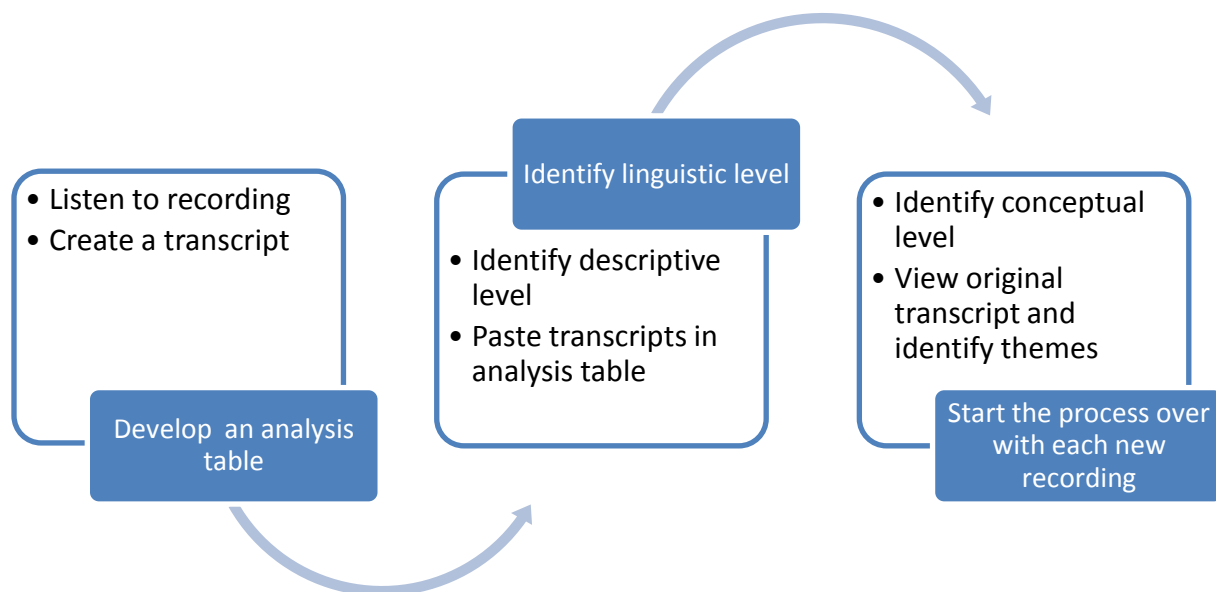 • Listen to recording
• Create a transcript
Develop  an analysis
table
Identify linguistic level
• Identify descriptive
level
• Paste transcripts in
analysis table
• Identify conceptual
level
• View original
transcript and
identify themes
Start the process over
with each new
recording